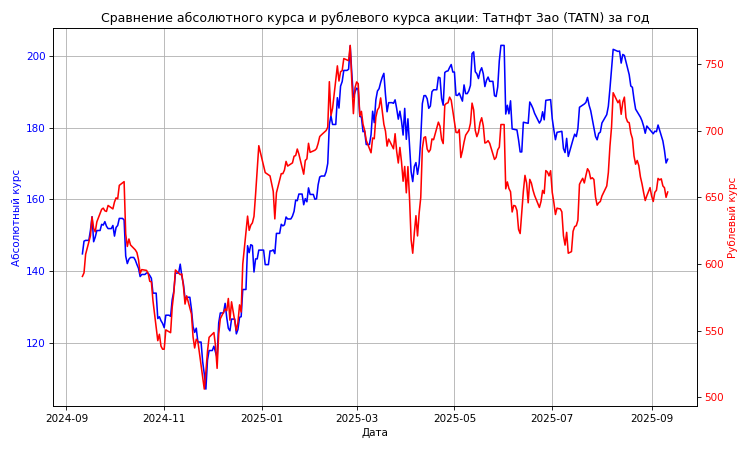 Сравнение абсолютного курса и рублевого курса акции: Татнфт 3ао (TATN) за год
200
180
160
140
120
Абсолютный курс
750
700
650
600
550
500
Рублевый курс
2024-09 2024-11 2025-01 2025-03 2025-05 2025-07 2025-09
Дата